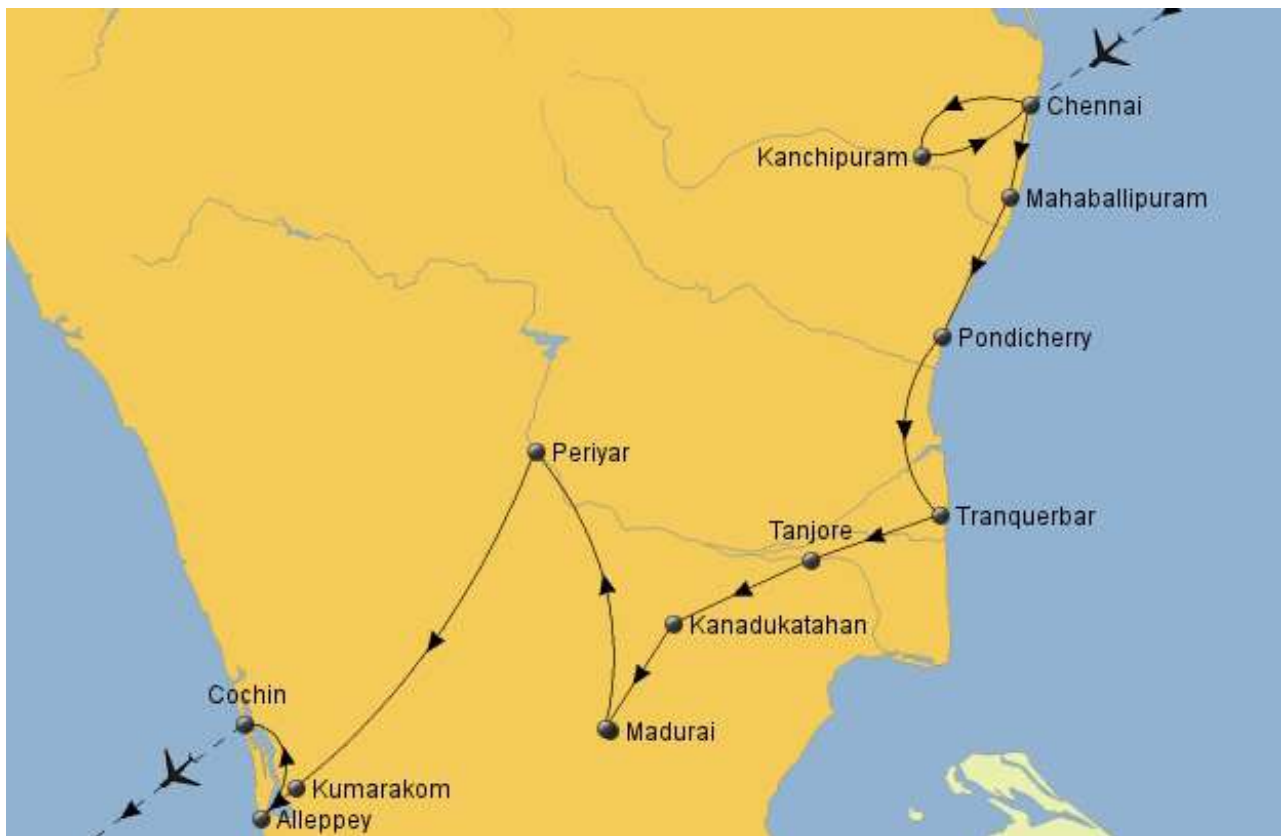 Chennai
Kanchipuram
Mahaballipuram
Pondicherry
Periyar
Tranquerbar
Tanjore
Kanadukatahan
Cochin
Madurai
Kumarakom
Alleppey